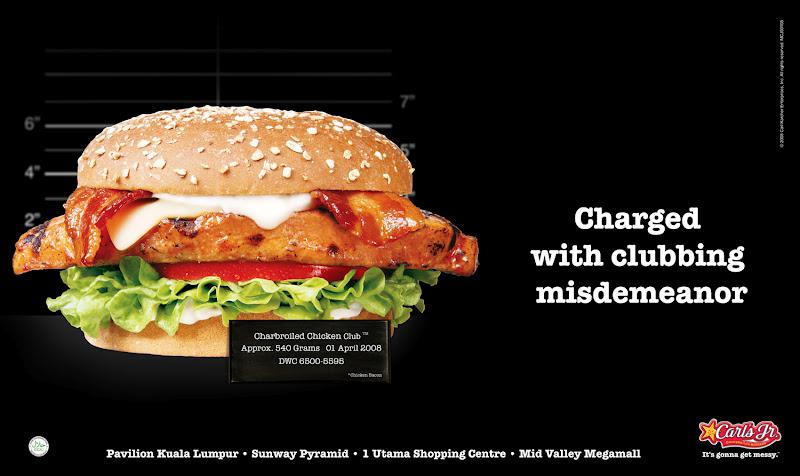 © 2008 Carl Karcher Enterprises, Inc. All rights reserved.
7"
6"
5"
4"
2"
Charged
with clubbing
misdemeanor
Charbroiled Chicken Club™
Approx. 540 Grams 01 April 2008
DWC 6500-5595
*Chicken Bacon
Carl's Jr.
It's gonna get messy.™
Pavilion Kuala Lumpur • Sunway Pyramid • 1 Utama Shopping Centre • Mid Valley Megamall